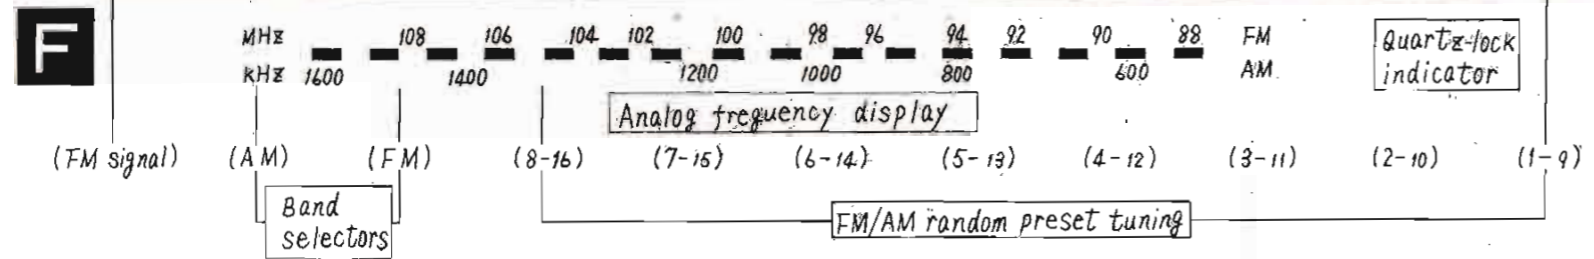 F
MHz 108 106 104 102 100 98 96 94 92 90 88 FM
kHz 1600 1400 1200 1000 800 600 AM
Quartz-lock
indicator
Analog frequency display
(FM signal) (AM) (FM) (8-16) (7-15) (6-14) (5-13) (4-12) (3-11) (2-10) (1-9)
Band
selectors
FM/AM random preset tuning